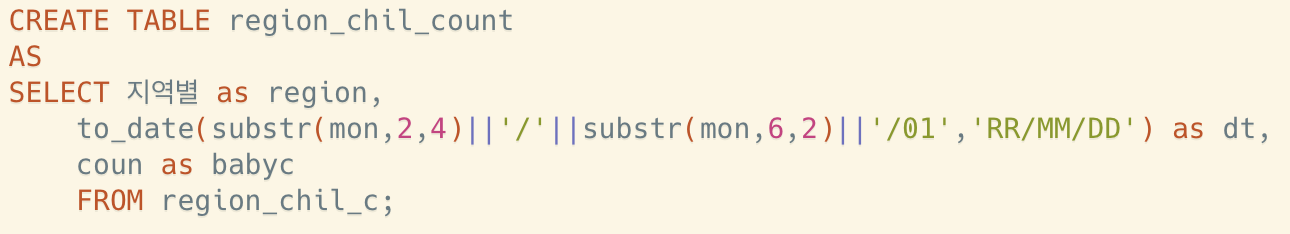 CREATE TABLE region_chil_count
AS
SELECT 지역별 as region,
    to_date(substr(mon,2,4)||'/'||substr(mon,6,2)||'/01','RR/MM/DD') as dt,
    coun as babyc
    FROM region_chil_c;